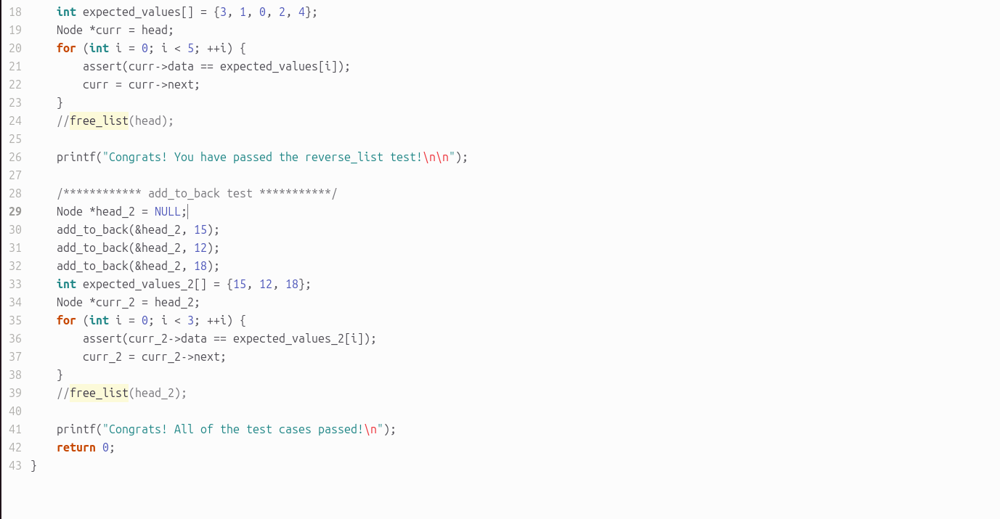 18     int expected_values[] = {3, 1, 0, 2, 4};
19     Node *curr = head;
20     for (int i = 0; i < 5; ++i) {
21         assert(curr->data == expected_values[i]);
22         curr = curr->next;
23     }
24     //free_list(head);
25
26     printf("Congrats! You have passed the reverse_list test!\n\n");
27
28     /************ add_to_back test ***********/
29     Node *head_2 = NULL;
30     add_to_back(&head_2, 15);
31     add_to_back(&head_2, 12);
32     add_to_back(&head_2, 18);
33     int expected_values_2[] = {15, 12, 18};
34     Node *curr_2 = head_2;
35     for (int i = 0; i < 3; ++i) {
36         assert(curr_2->data == expected_values_2[i]);
37         curr_2 = curr_2->next;
38     }
39     //free_list(head_2);
40
41     printf("Congrats! All of the test cases passed!\n");
42     return 0;
43 }